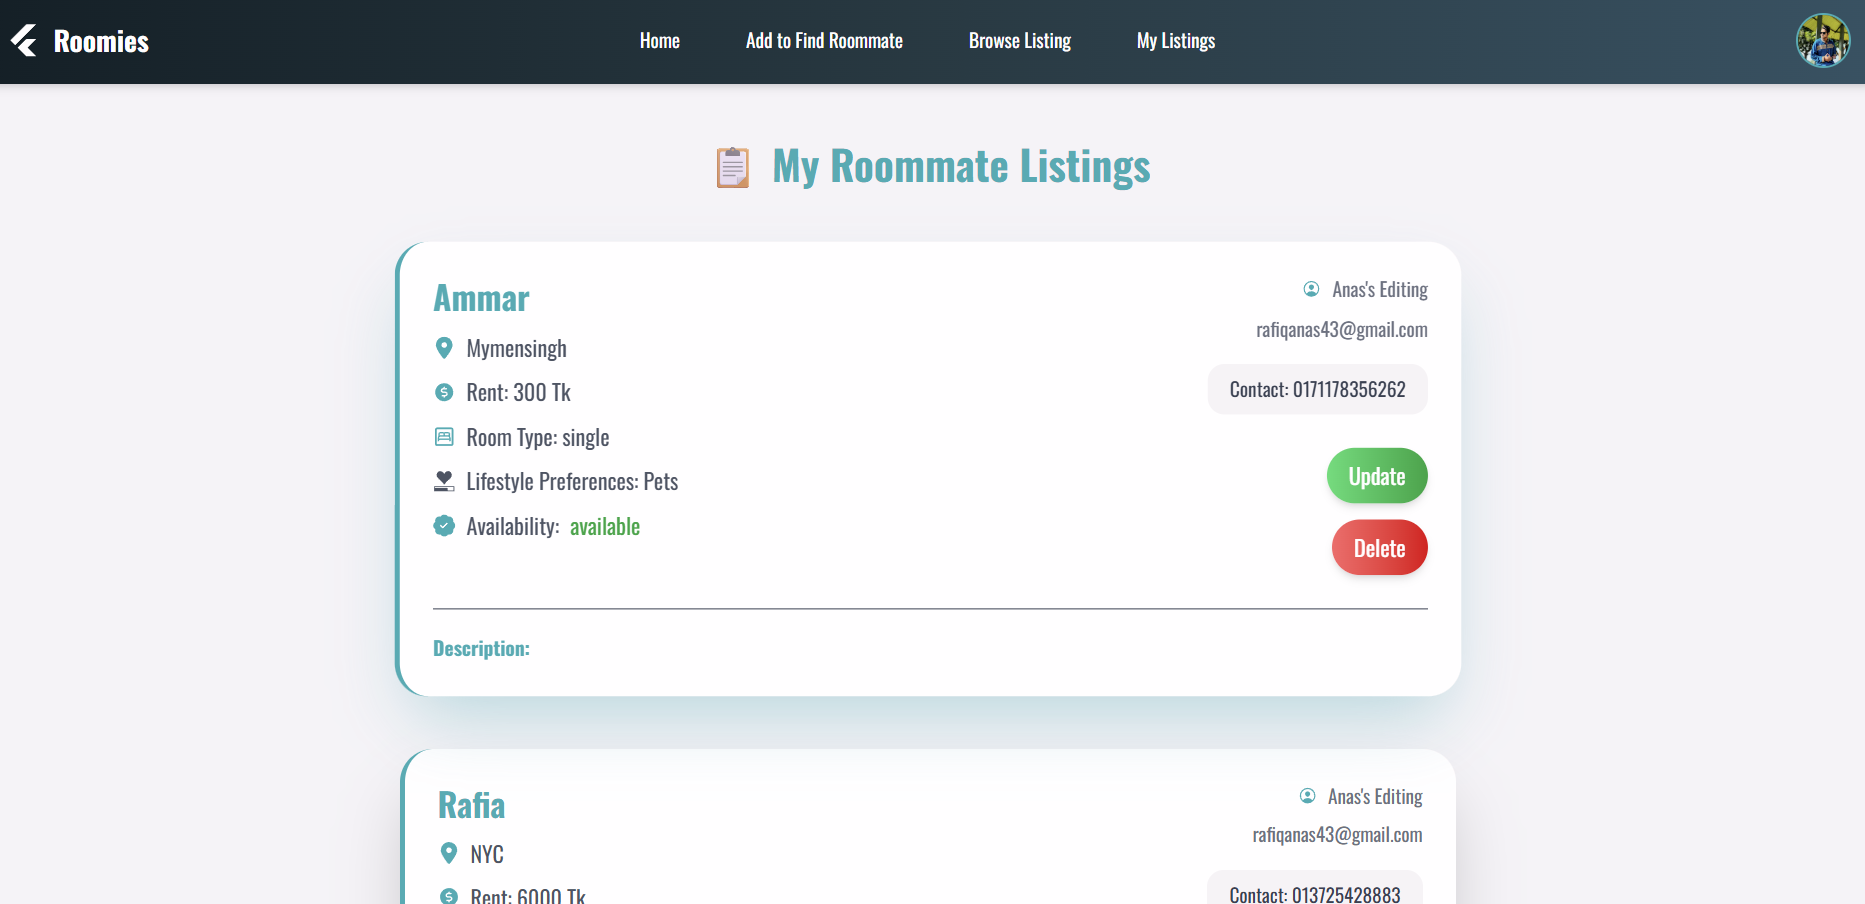 Roomies
Home
Add to Find Roommate
Browse Listing
My Listings
My Roommate Listings
Ammar
Mymensingh
Rent: 300 Tk
Room Type: single
Lifestyle Preferences: Pets
Availability: available
Anas's Editing
rafiqanas43@gmail.com
Contact: 0171178356262
Update
Delete
Description:
Rafia
NYC
Rent: 6000 Tk
Anas's Editing
rafiqanas43@gmail.com
Contact: 013725428883